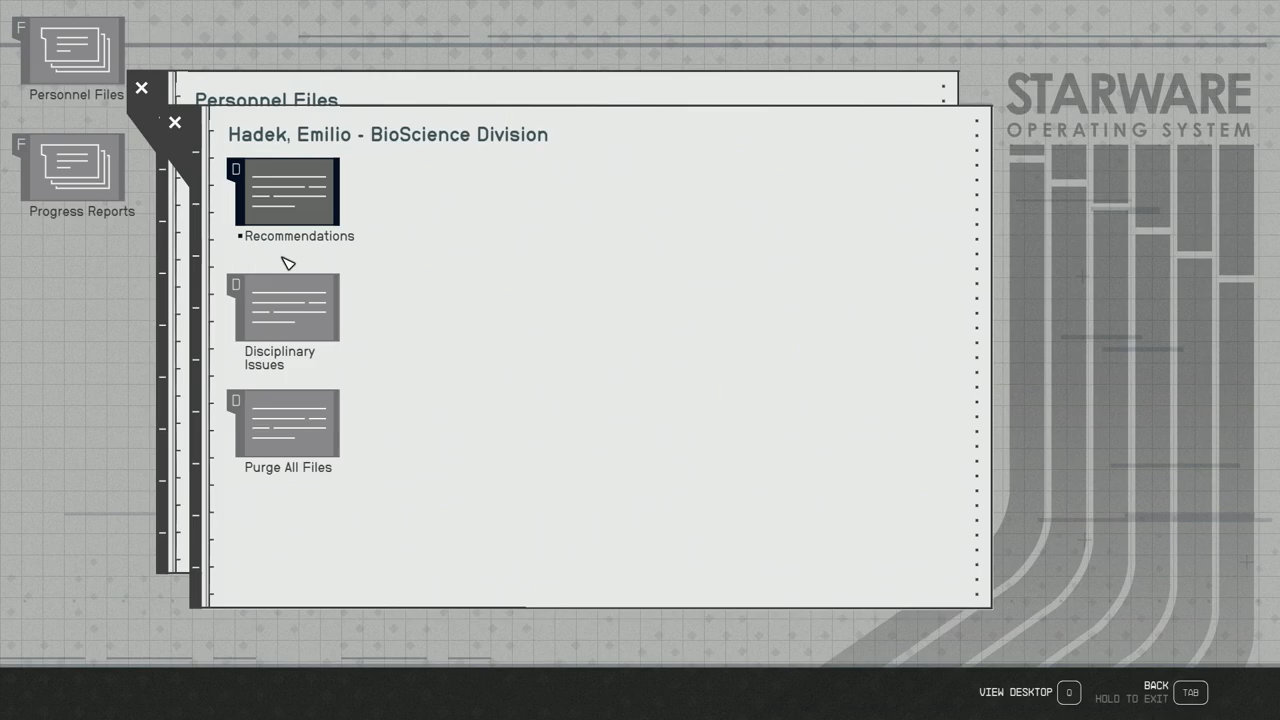 F
Personnel Files
F
Progress Reports
Personnel Files
Hadek, Emilio - BioScience Division
Recommendations
Disciplinary
Issues
Purge All Files
STARWARE
OPERATING SYSTEM
VIEW DESKTOP Q
BACK
HOLD TO EXIT TAB